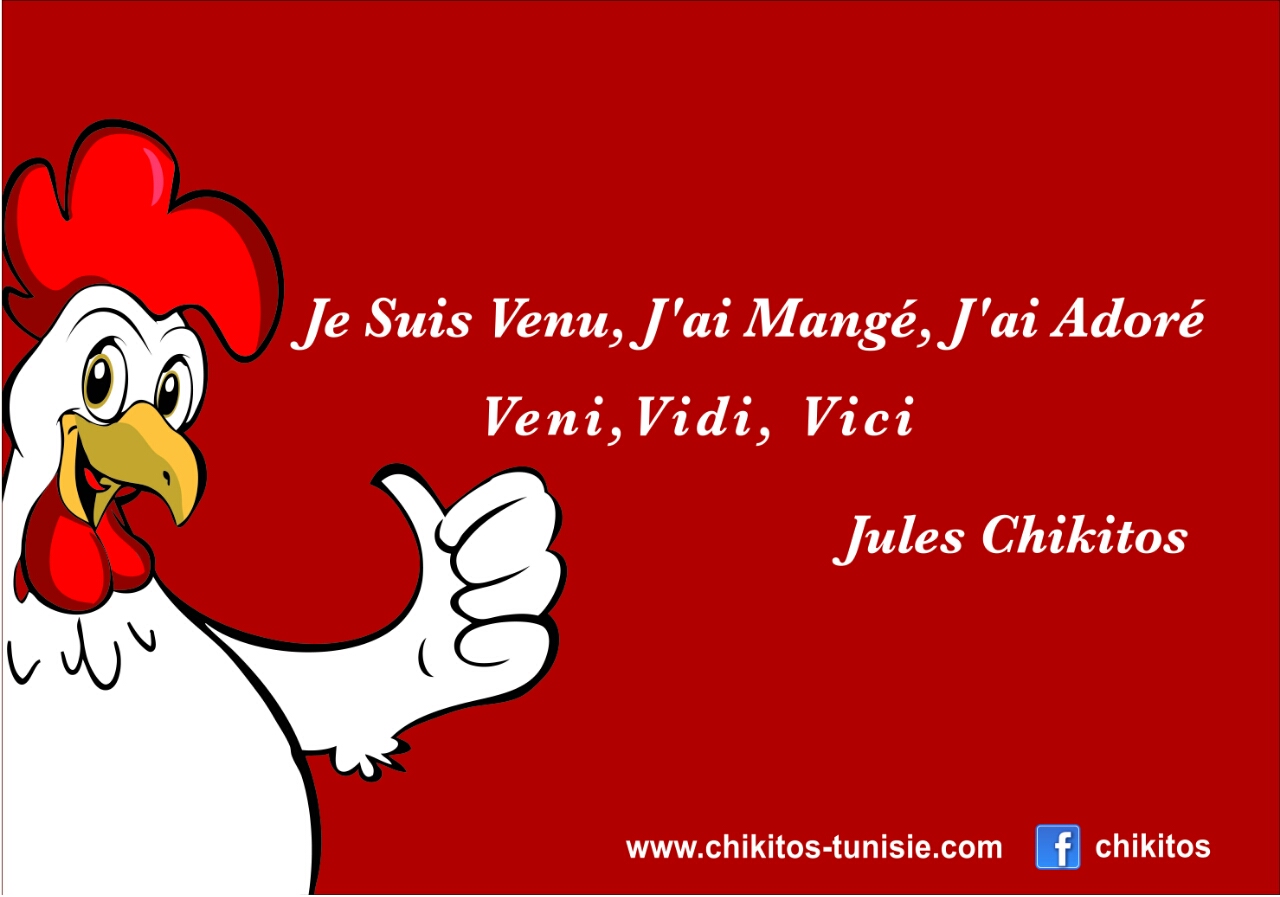 Je Suis Venu, J'ai Mangé, J'ai Adoré
Veni, Vidi, Vici
Jules Chikitos
www.chikitos-tunisie.com f chikitos